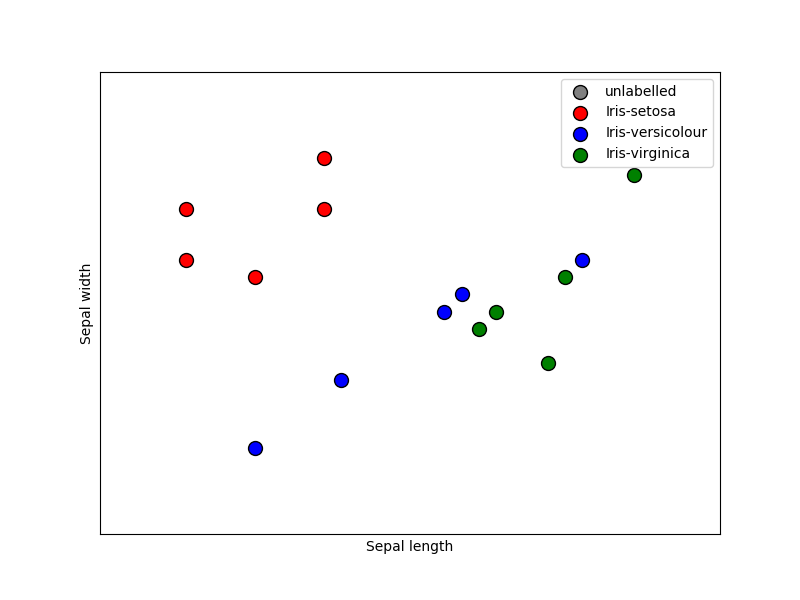 unlabelled
Iris-setosa
Iris-versicolour
Iris-virginica
Sepal width
Sepal length